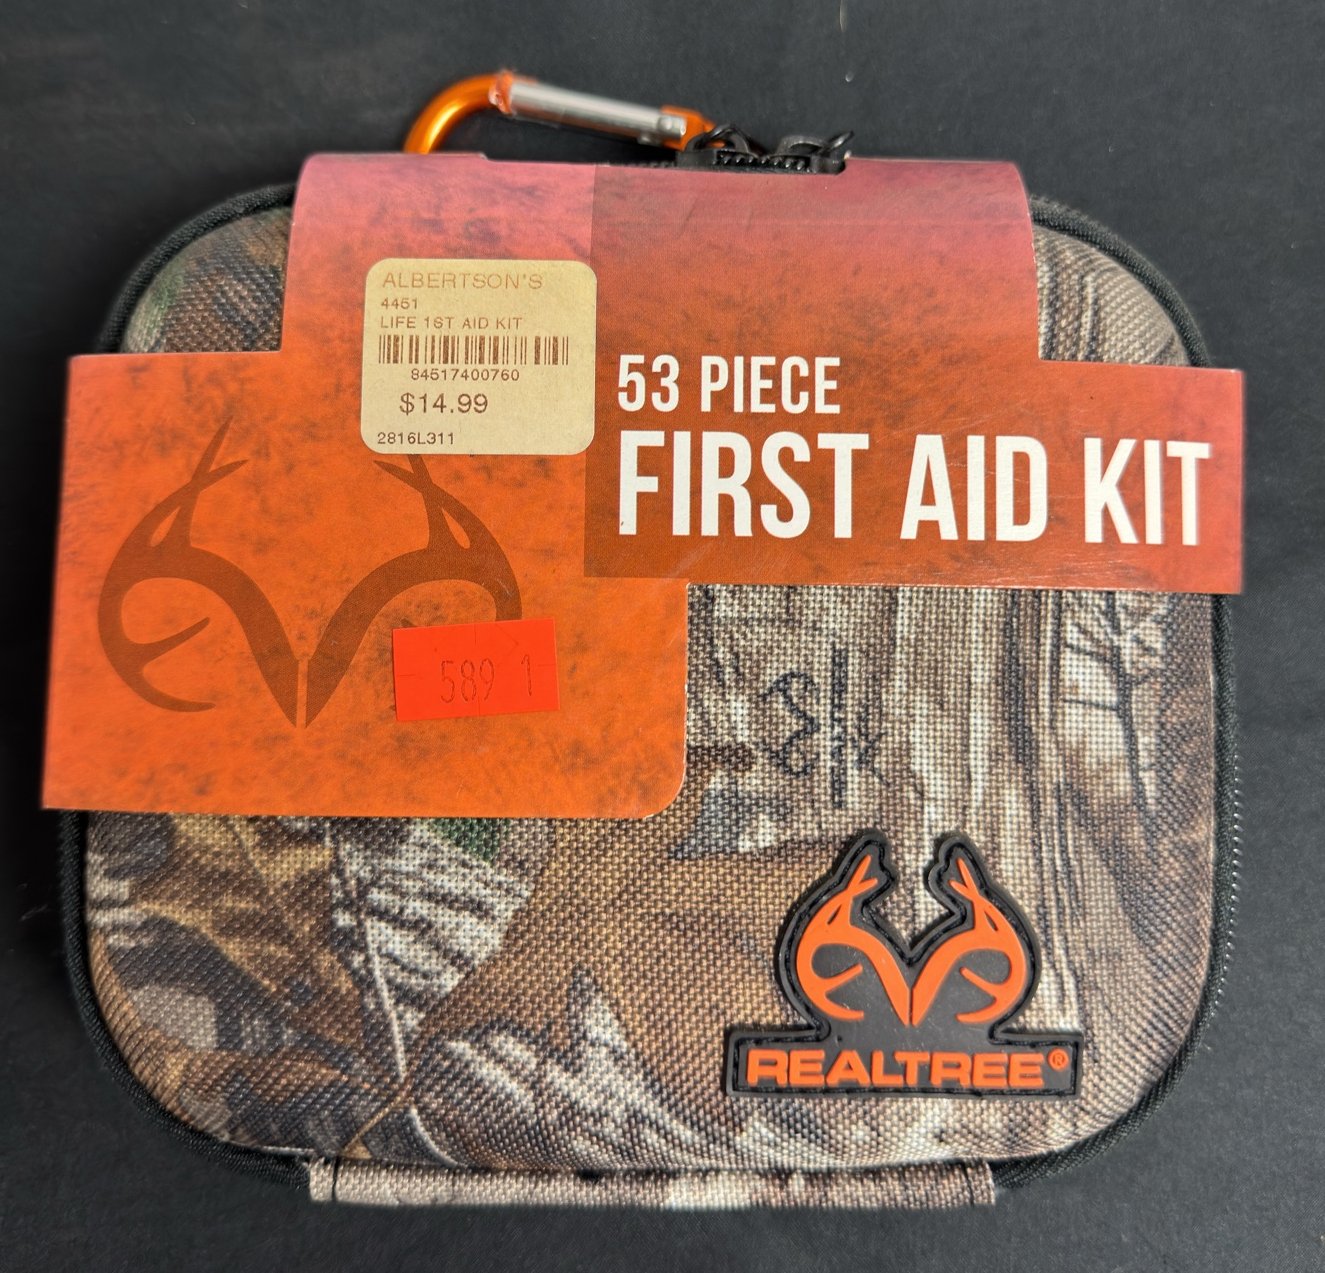 ALBERTSON'S
4451
LIFE 1ST AID KIT
84517400760
$14.99
2816L311
53 PIECE
FIRST AID KIT
589 1
REALTREE®